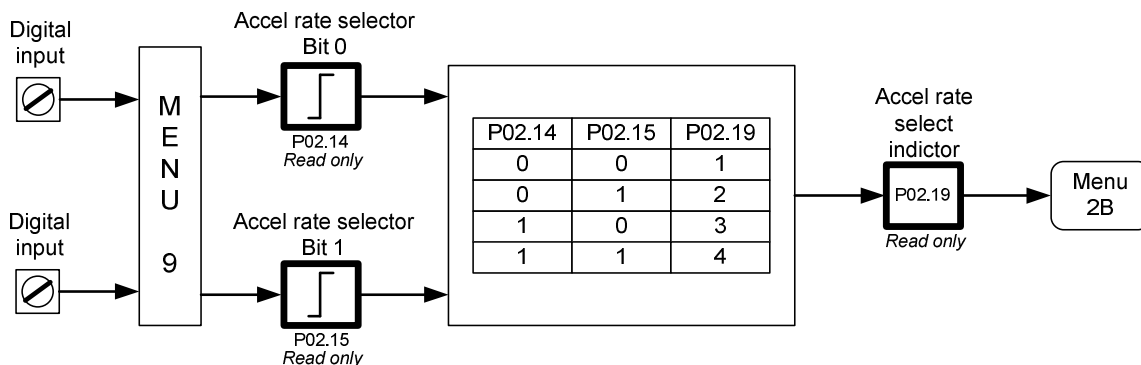 Digital
input
Accel rate selector
Bit 0
P02.14
Read only
M
E
N
U
9
Digital
input
Accel rate selector
Bit 1
P02.15
Read only
P02.14 P02.15 P02.19
0 0 1
0 1 2
1 0 3
1 1 4
Accel rate
select
indictor
P02.19
Read only
Menu
2B